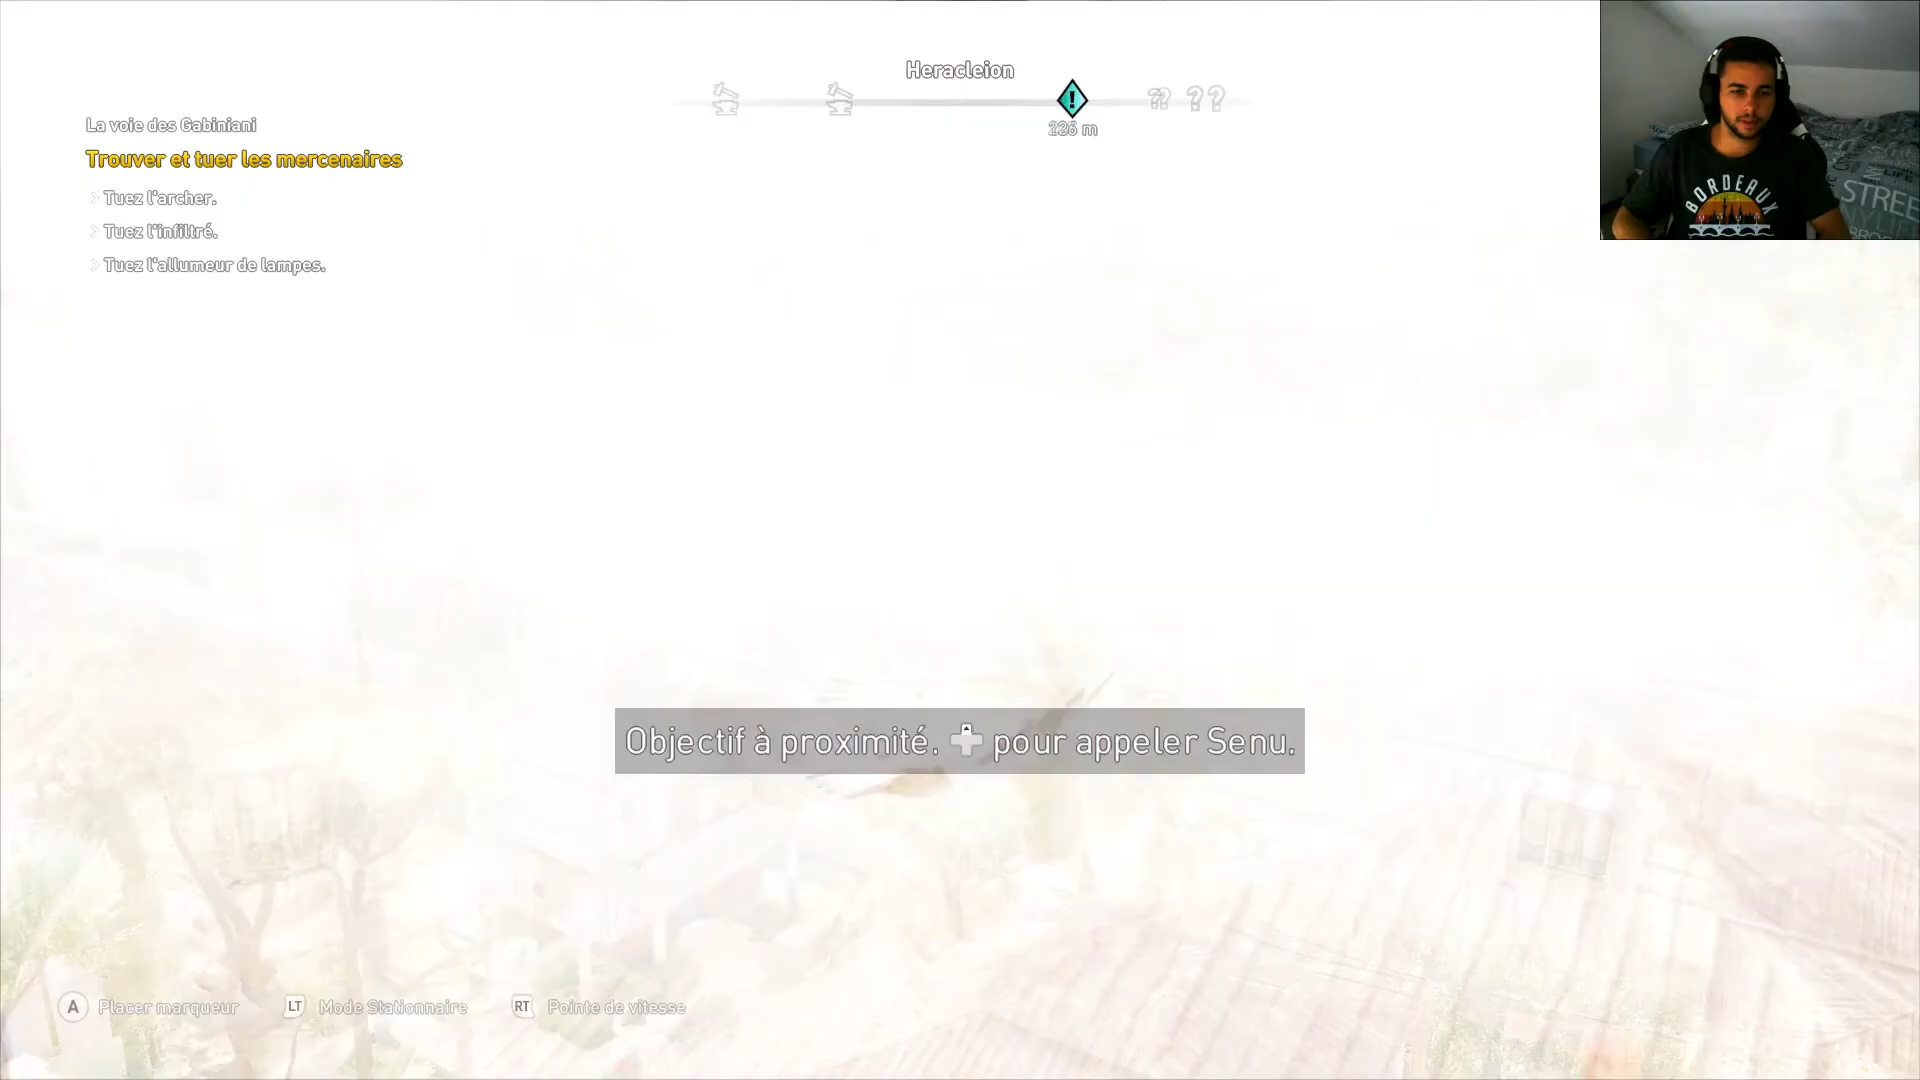 Heracleion
226 m
La voie des Gabiniani
Trouver et tuer les mercenaires
Tuez l'archer.
Tuez l'infiltré.
Tuez l'allumeur de lampes.
BORDEAUX
STREE
Objectif à proximité. pour appeler Senu.
A Placer marqueur LT Mode Stationnaire RT Pointe de vitesse